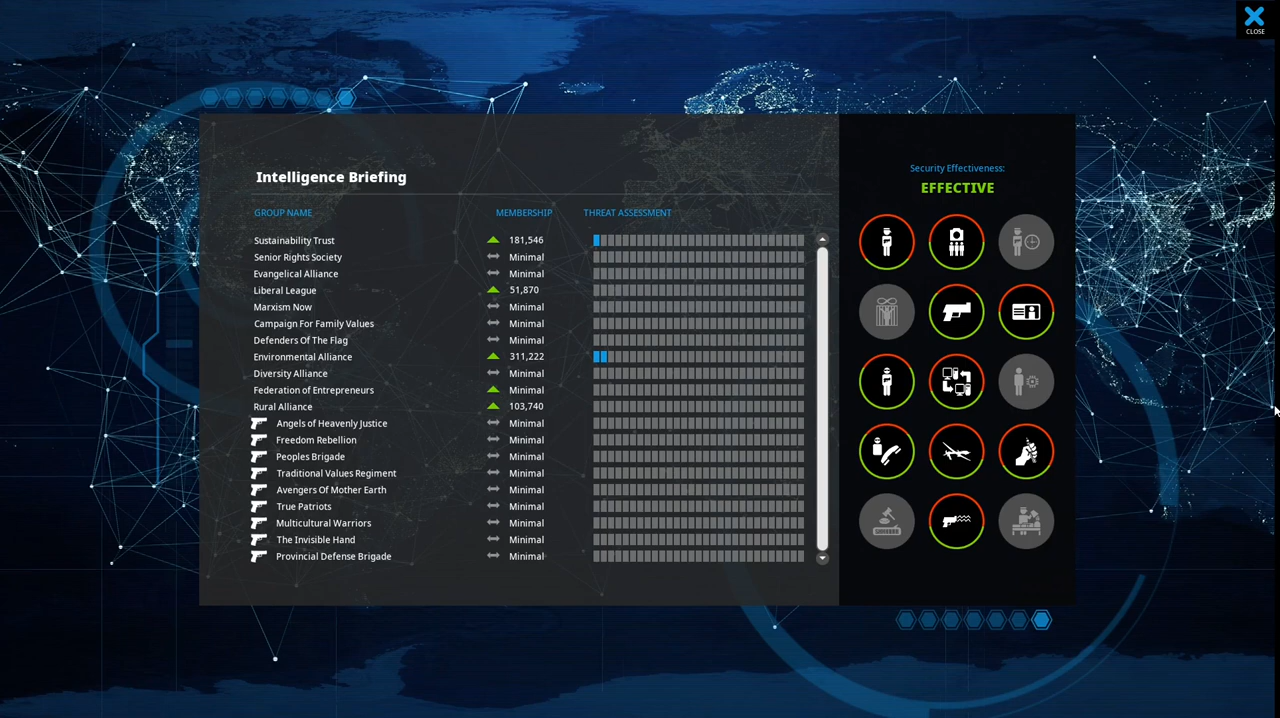 CLOSE
Security Effectiveness:
EFFECTIVE
Intelligence Briefing
GROUP NAME MEMBERSHIP THREAT ASSESSMENT
Sustainability Trust 181,546
Senior Rights Society Minimal
Evangelical Alliance Minimal
Liberal League 51,870
Marxism Now Minimal
Campaign For Family Values Minimal
Defenders Of The Flag Minimal
Environmental Alliance 311,222
Diversity Alliance Minimal
Federation of Entrepreneurs Minimal
Rural Alliance 103,740
Angels of Heavenly Justice Minimal
Freedom Rebellion Minimal
Peoples Brigade Minimal
Traditional Values Regiment Minimal
Avengers Of Mother Earth Minimal
True Patriots Minimal
Multicultural Warriors Minimal
The Invisible Hand Minimal
Provincial Defense Brigade Minimal